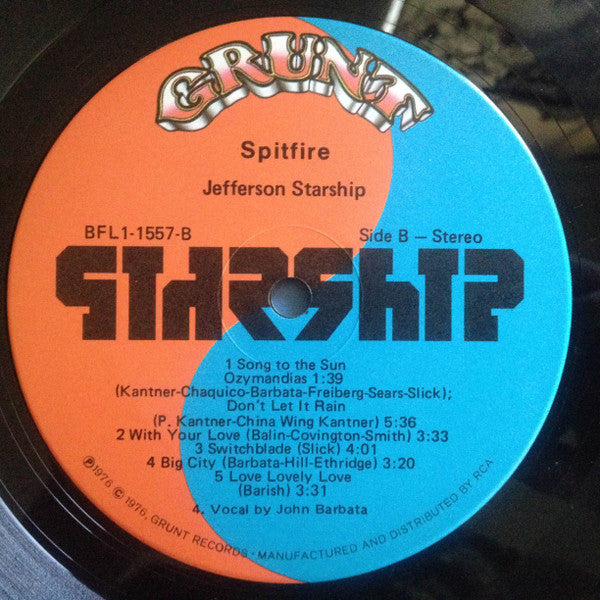 GRUNT
Spitfire
Jefferson Starship
BFL1-1557-B
Side B — Stereo
STARSHIP
1 Song to the Sun
Ozymandias 1:39
(Kantner-Chaquico-Barbata-Freiberg-Sears-Slick);
Don't Let It Rain
(P. Kantner-China Wing Kantner) 5:36
2 With Your Love (Balin-Covington-Smith) 3:33
3 Switchblade (Slick) 4:01
4 Big City (Barbata-Hill-Ethridge) 3:20
5 Love Lovely Love
(Barish) 3:31
4. Vocal by John Barbata
℗1976 © 1976, GRUNT RECORDS • MANUFACTURED AND DISTRIBUTED BY RCA